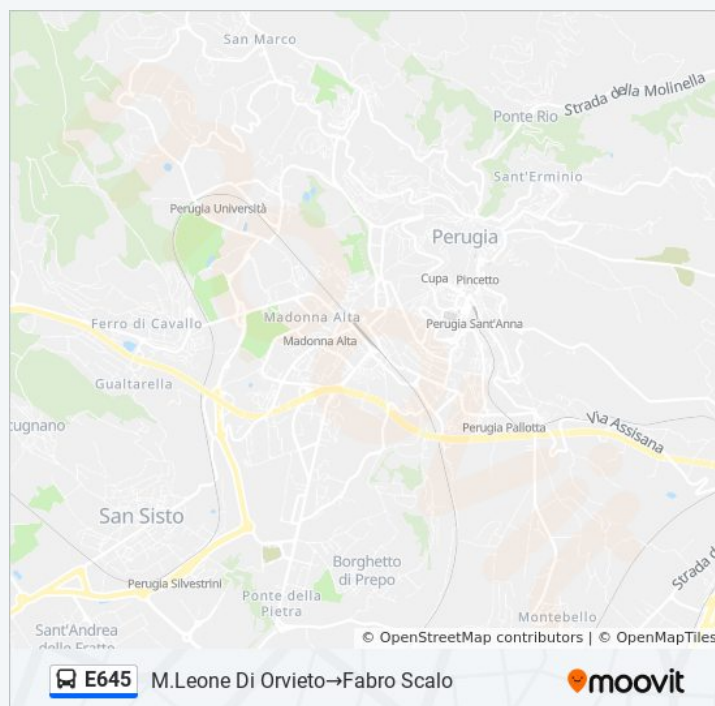 San Marco
Strada della Molinella
Ponte Rio
Sant'Erminio
Perugia Università
Perugia
Cupa
Pincetto
Ferro di Cavallo
Madonna Alta
Perugia Sant'Anna
Madonna Alta
Gualtarella
tugnano
Perugia Pallotta
Via Assisana
San Sisto
Borghetto
di Prepo
Perugia Silvestrini
Ponte della
Pietra
Strada de
Montebello
Sant'Andrea
delle Fratte
© OpenStreetMap contributors | © OpenMapTiles
E645
M.Leone Di Orvieto→Fabro Scalo
moovit